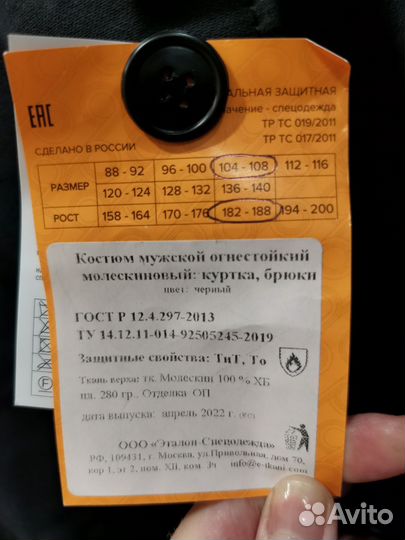 EAC
АЛЬНАЯ ЗАЩИТНАЯ
начение - спецодежда
ТР ТС 019/2011
СДЕЛАНО В РОССИИ
ТР ТС 017/2011
РАЗМЕР
88 - 92 96 - 100 104 - 108 112 - 116
120 - 124 128 - 132 136 - 140
РОСТ 158 - 164 170 - 176 182 - 188 194 - 200
Костюм мужской огнестойкий
молескиновый: куртка, брюки
цвет: черный
ГОСТ Р 12.4.297-2013
ТУ 14.12.11-014-92505245-2019
Защитные свойства: ТиТ, То
Ткань верха: тк. Молескин 100 % ХБ
пл. 280 гр., Отделка ОП
дата выпуска: апрель 2022 г. (ЕС)
ООО «Эталон-Спецодежда»
РФ, 109431, г. Москва, ул.Привольная, дом 70,
кор 1, эт 2, пом. XII, ком. 3ч info@e-tkani.com
Avito